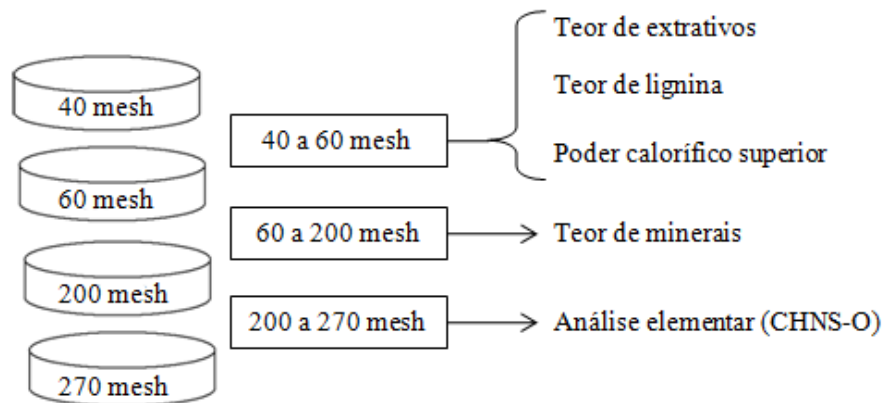 Teor de extrativos
Teor de lignina
Poder calorífico superior
40 mesh
40 a 60 mesh
60 mesh
60 a 200 mesh
Teor de minerais
200 mesh
200 a 270 mesh
Análise elementar (CHNS-O)
270 mesh